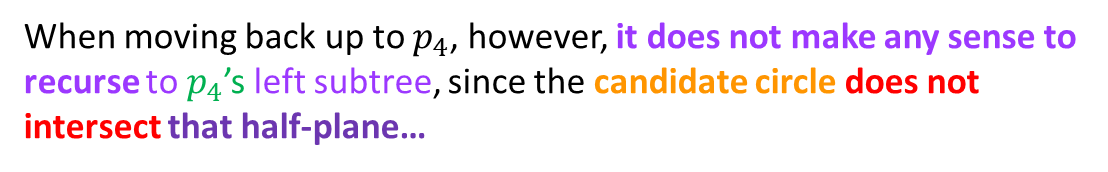 When moving back up to p₄, however, it does not make any sense to
recurse to p₄’s left subtree, since the candidate circle does not
intersect that half-plane…